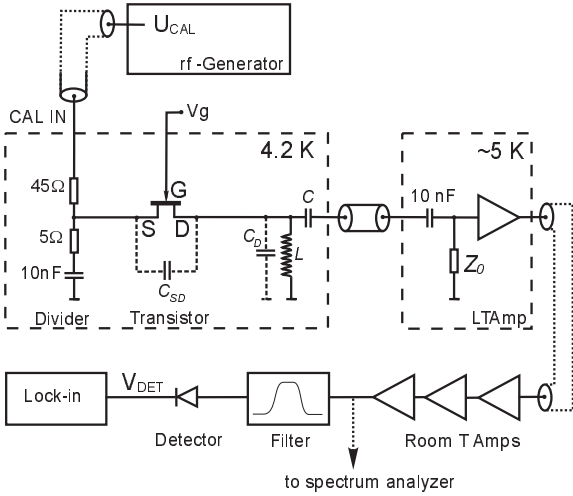 U_CAL
rf -Generator
CAL IN
Vg
4.2 K
~5 K
45Ω
G
C
10 nF
S D
5Ω
C_D
L
Z_0
10nF
C_SD
Divider
Transistor
LTAmp
Lock-in
V_DET
Detector
Filter
Room T Amps
to spectrum analyzer